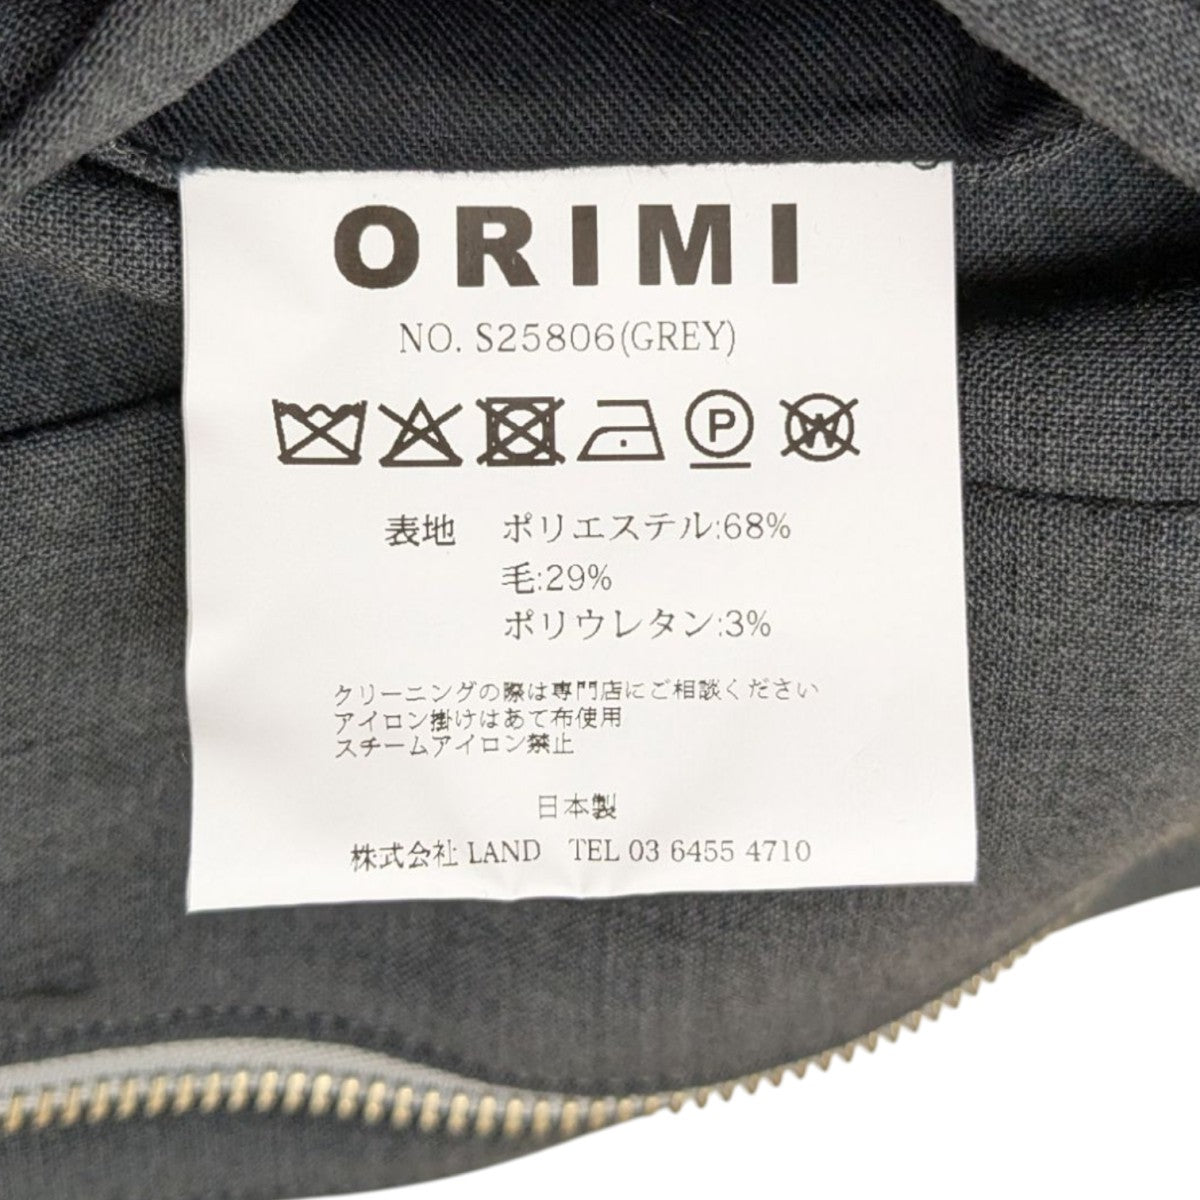 ORIMI
NO. S25806(GREY)
P W
表地 ポリエステル:68%
毛:29%
ポリウレタン:3%
クリーニングの際は専門店にご相談ください
アイロン掛けはあて布使用
スチームアイロン禁止
日本製
株式会社 LAND TEL 03 6455 4710